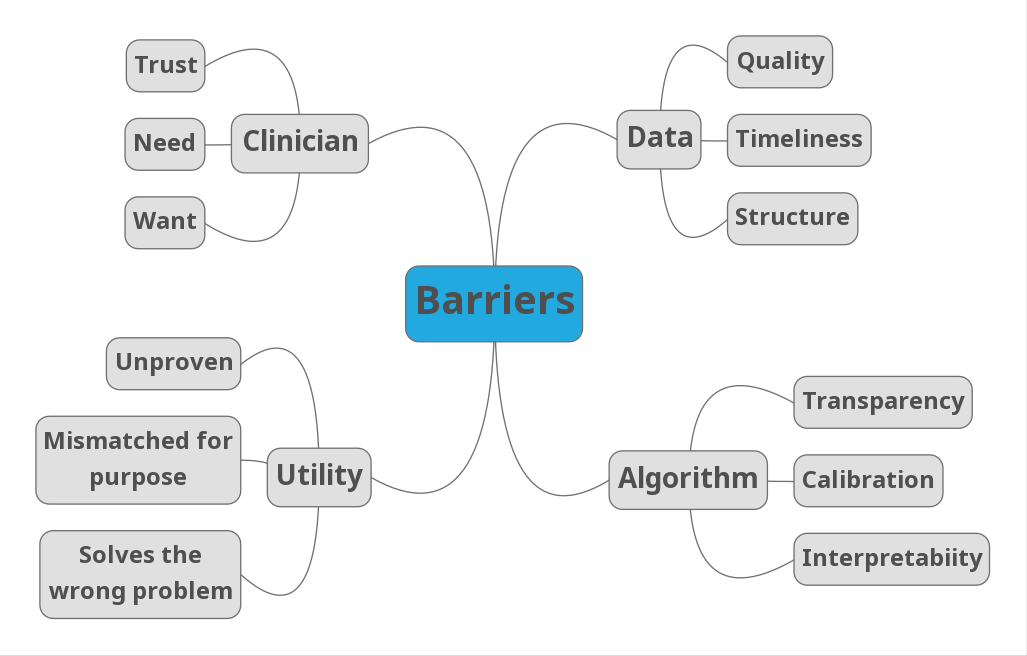 Barriers
Clinician
Trust
Need
Want
Data
Quality
Timeliness
Structure
Utility
Unproven
Mismatched for
purpose
Solves the
wrong problem
Algorithm
Transparency
Calibration
Interpretabiity